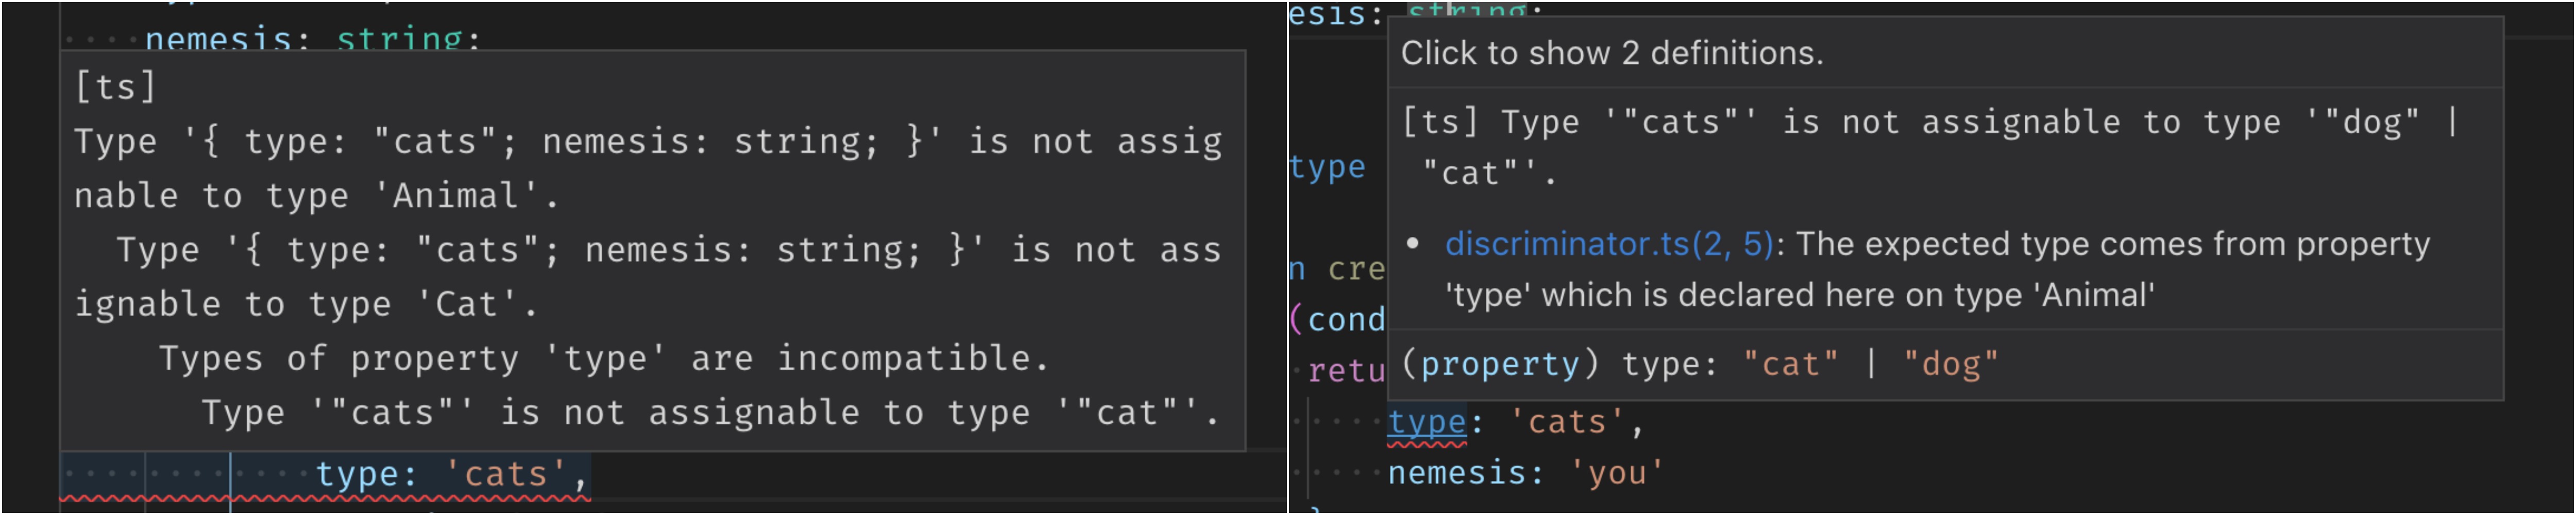 nemesis: string;
[ts]
Type '{ type: "cats"; nemesis: string; }' is not assig
nable to type 'Animal'.
Type '{ type: "cats"; nemesis: string; }' is not ass
ignable to type 'Cat'.
Types of property 'type' are incompatible.
Type '"cats"' is not assignable to type '"cat"'.
type: 'cats',
esis: string;
Click to show 2 definitions.
[ts] Type '"cats"' is not assignable to type '"dog" |
"cat"'.
type
discriminator.ts(2, 5): The expected type comes from property
'type' which is declared here on type 'Animal'
n cre
(cond
(property) type: "cat" | "dog"
retu
type: 'cats',
nemesis: 'you'